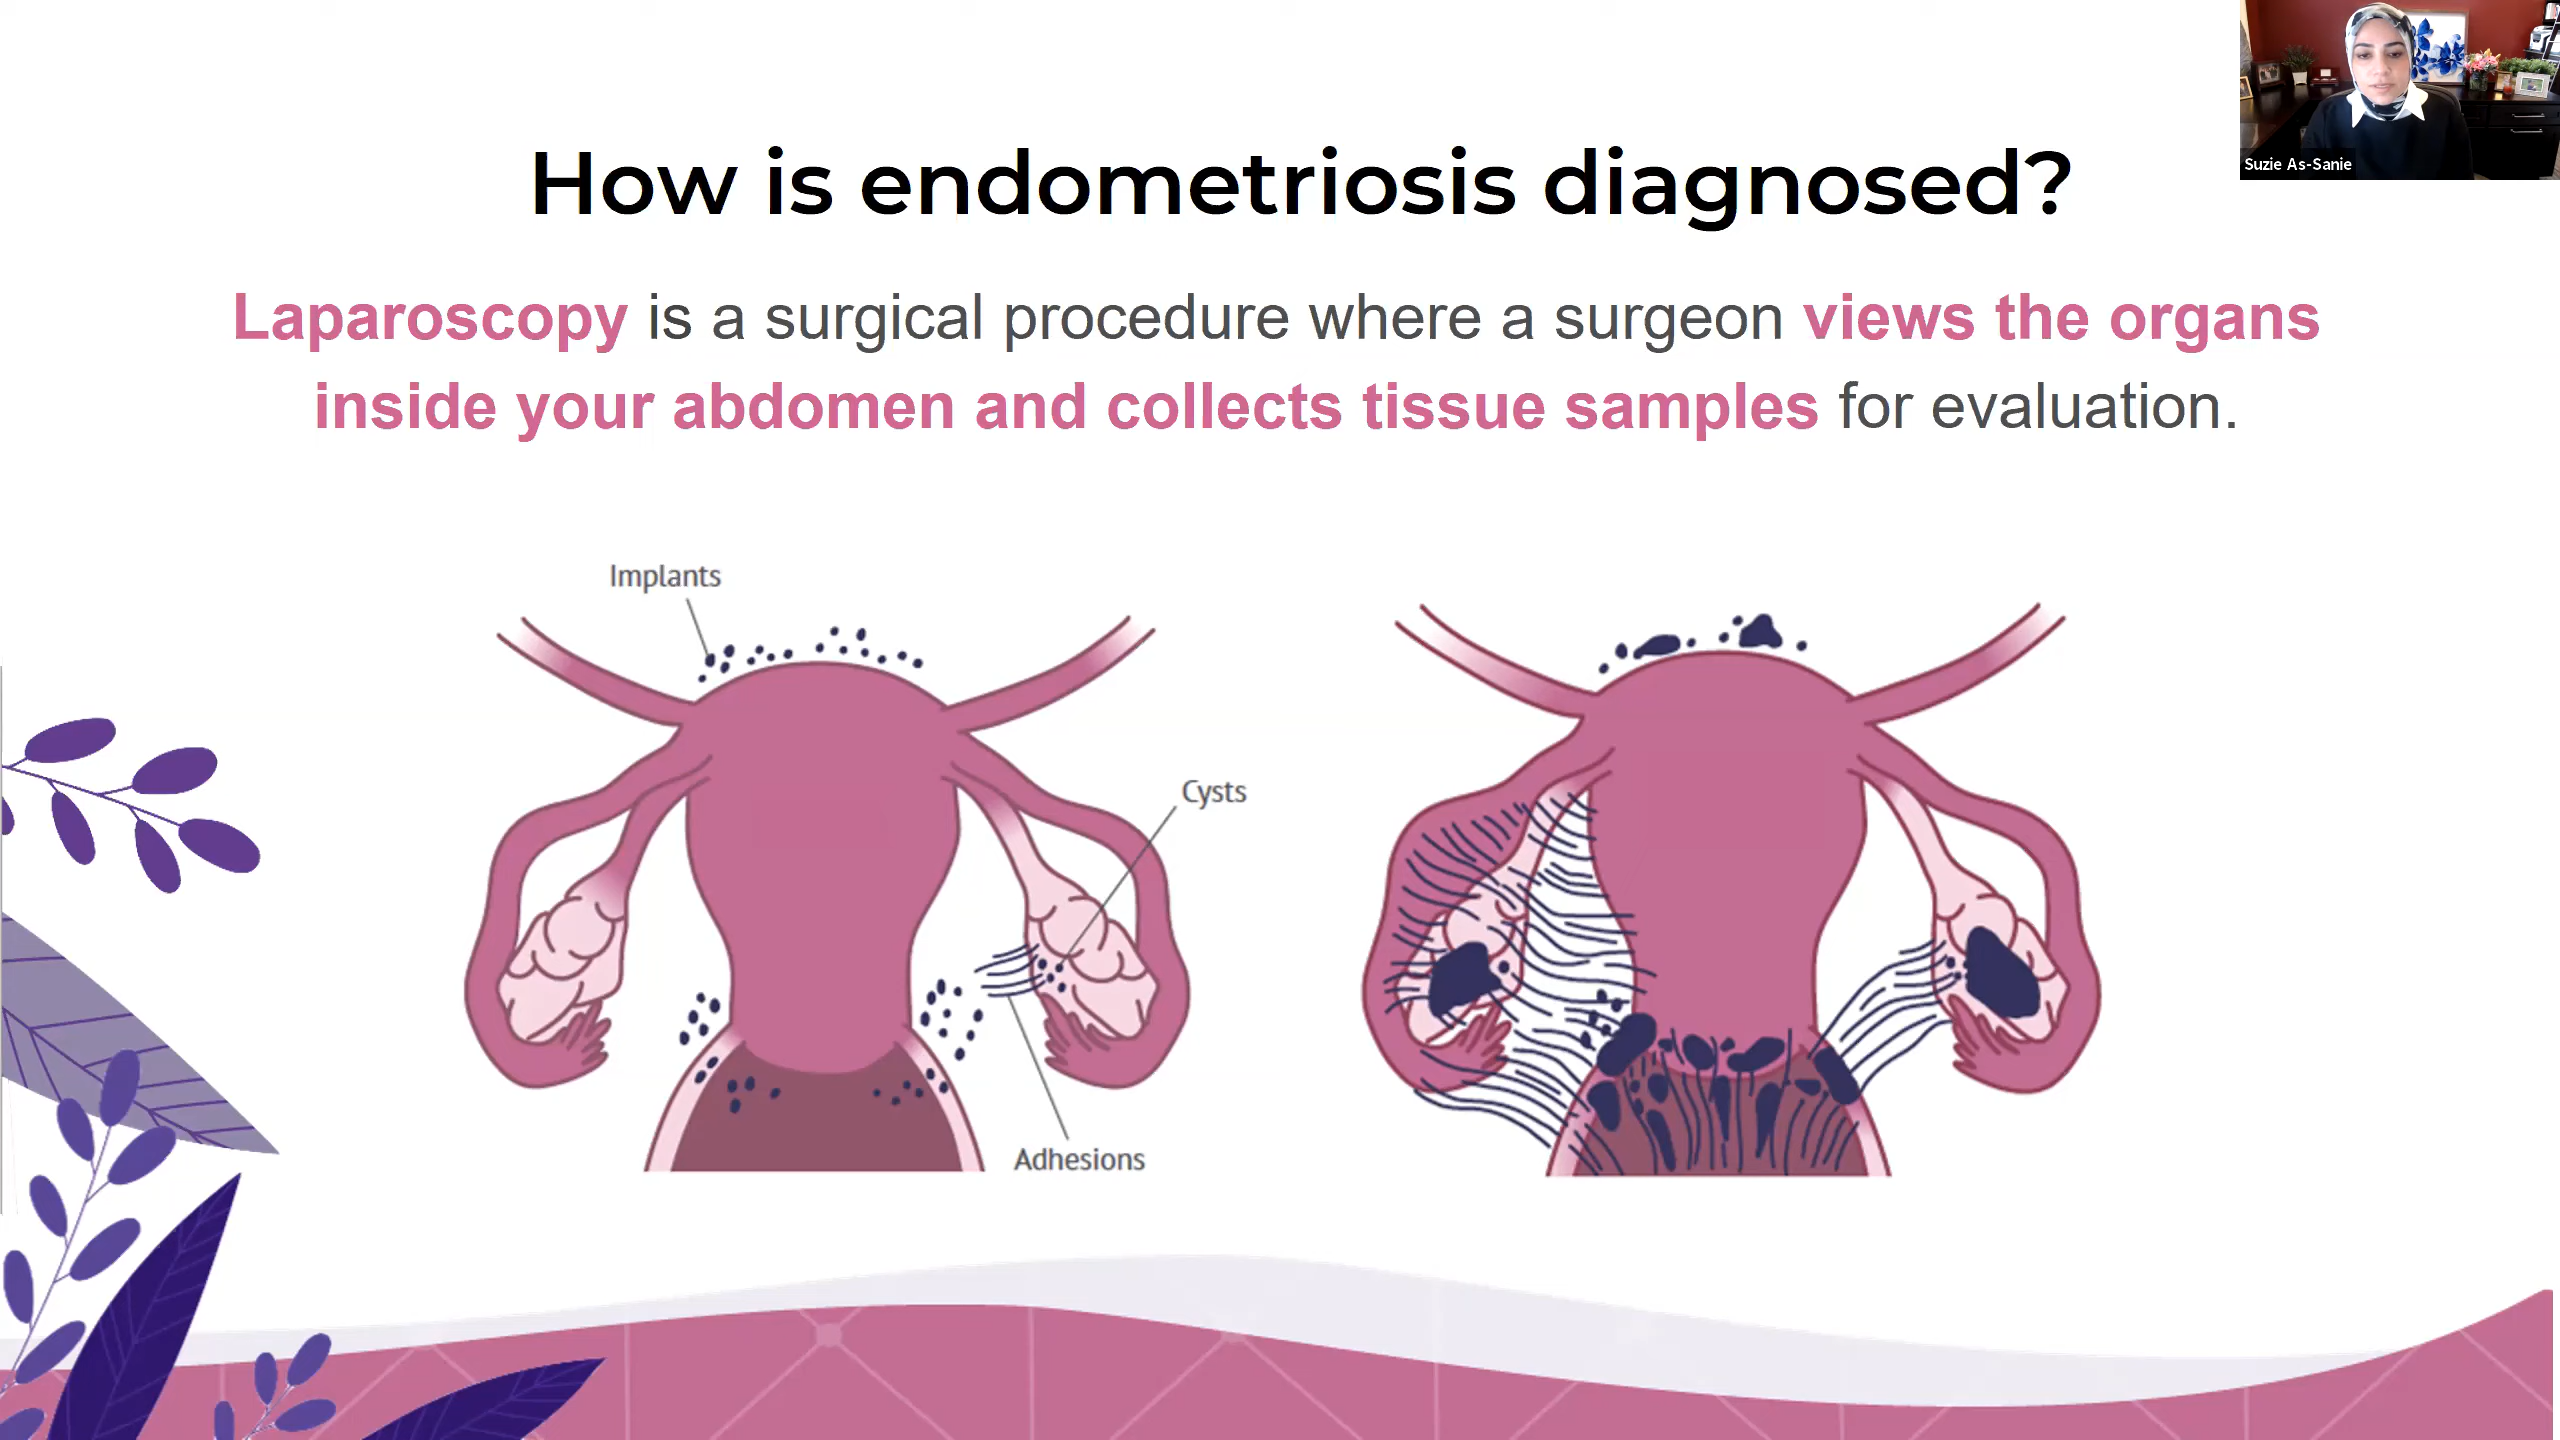 How is endometriosis diagnosed?
Suzie As-Sanie
Laparoscopy is a surgical procedure where a surgeon views the organs
inside your abdomen and collects tissue samples for evaluation.
Implants
Cysts
Adhesions